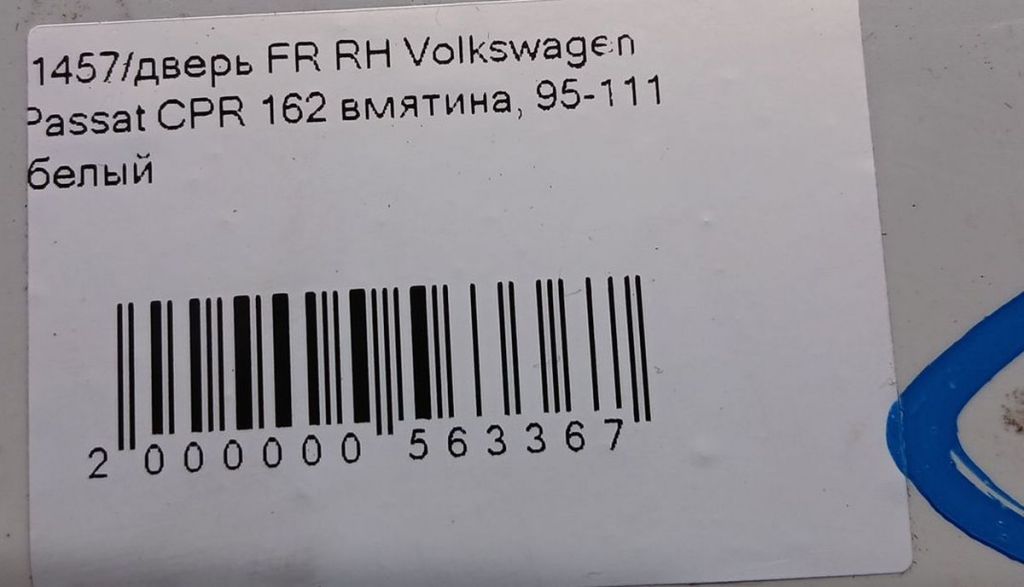 1457/дверь FR RH Volkswagen
Passat CPR 162 вмятина, 95-111
белый
2 000000 563367